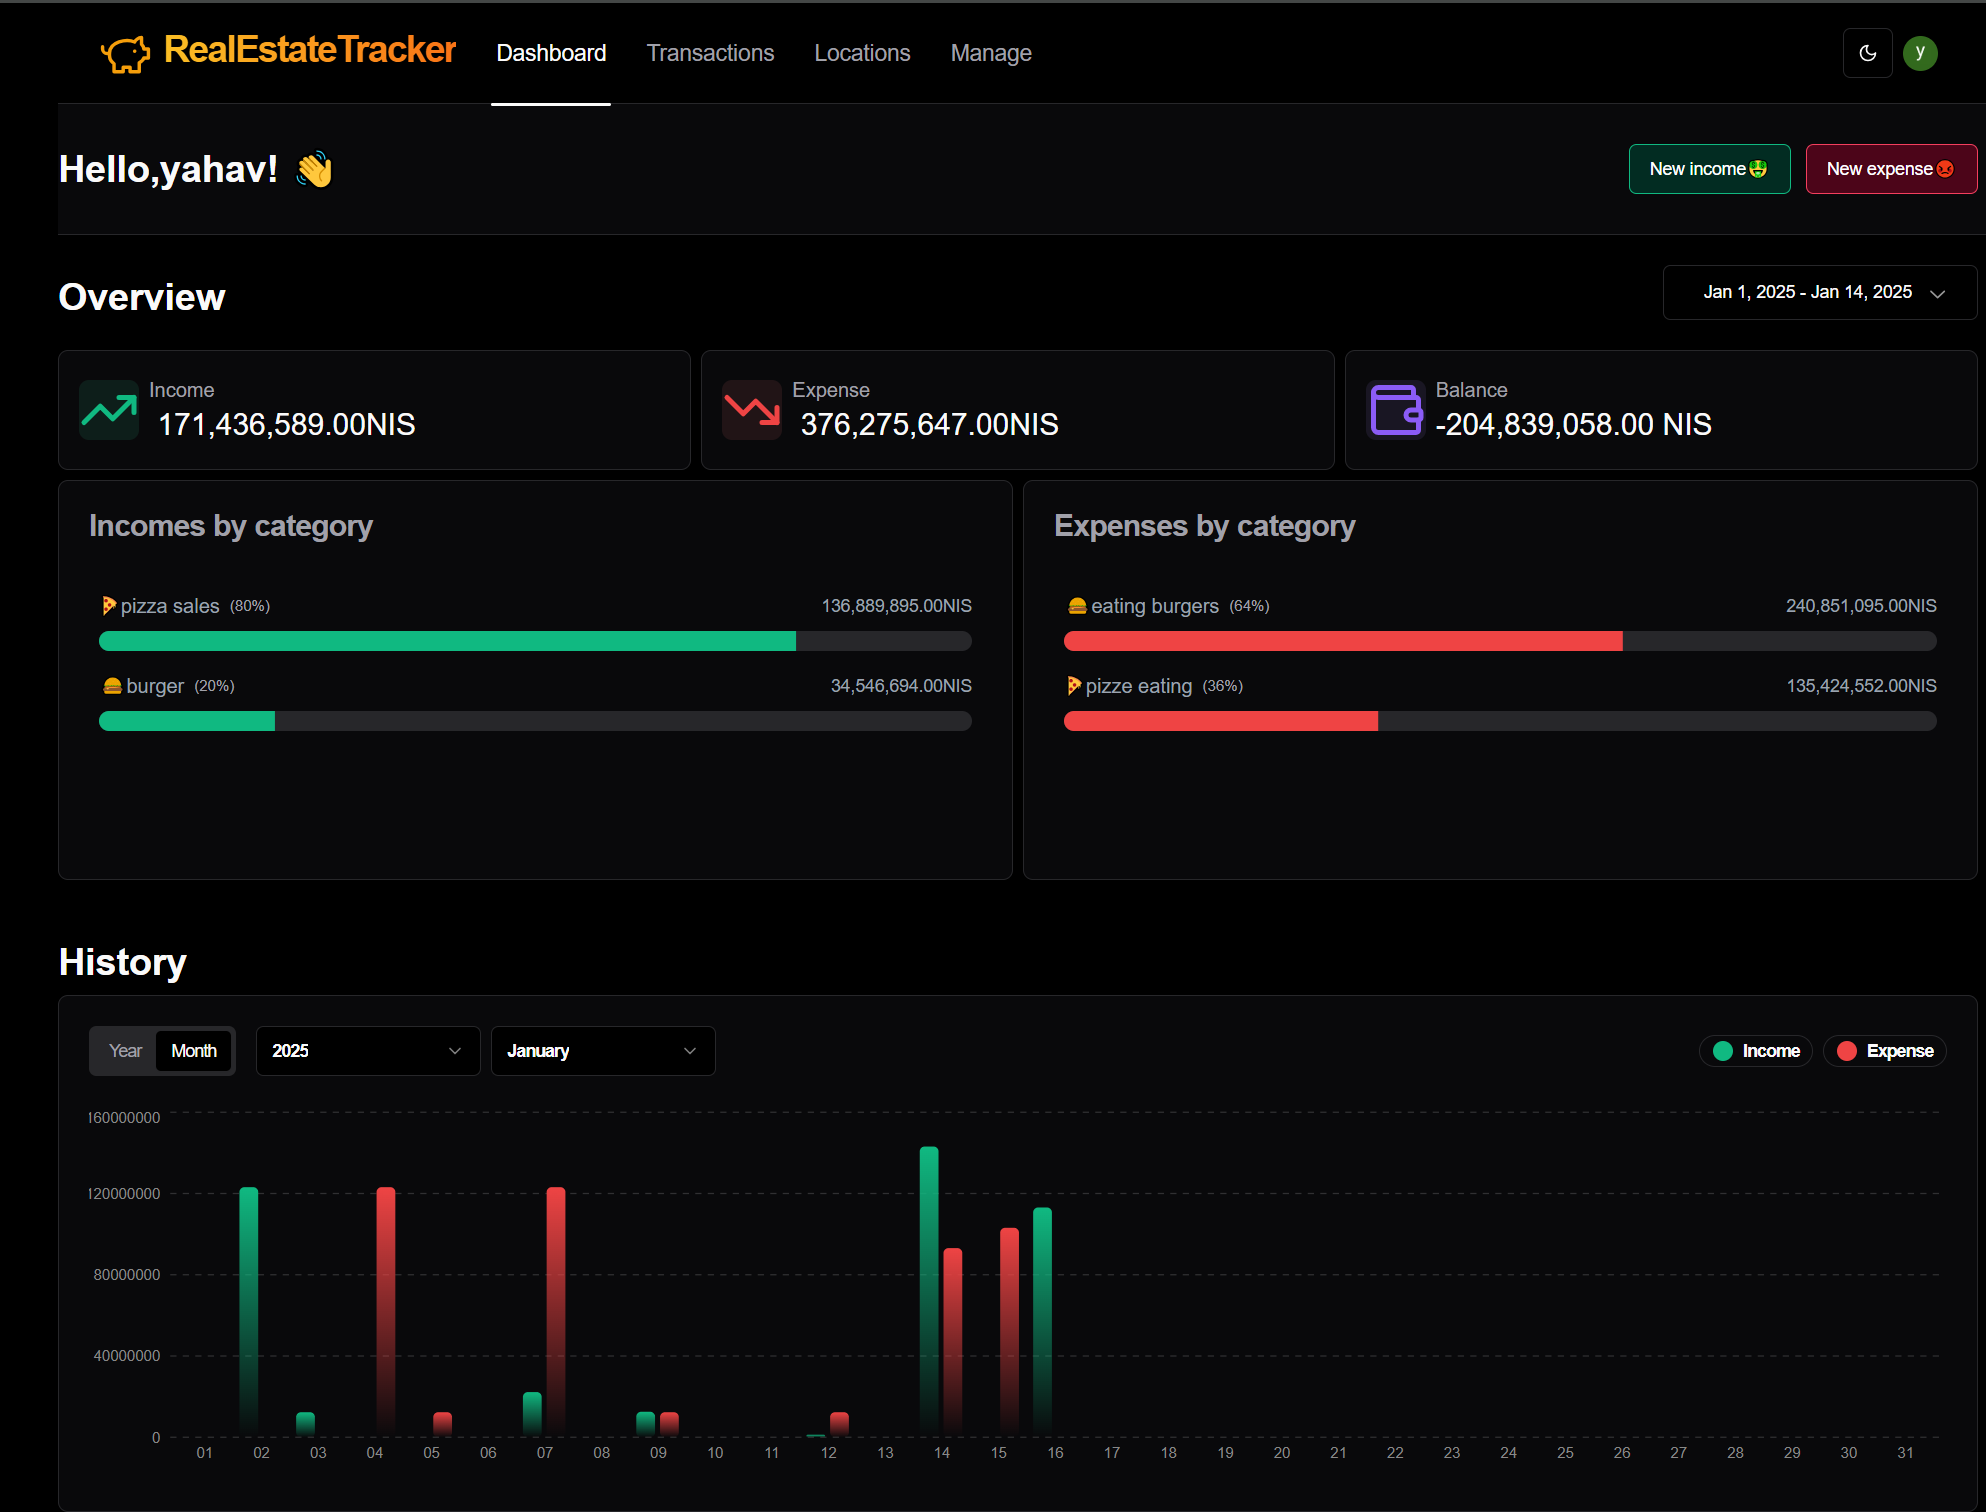 RealEstateTracker Dashboard Transactions Locations Manage y
Hello,yahav! 👋
New income🤑 New expense😡
Overview
Jan 1, 2025 - Jan 14, 2025
Income
171,436,589.00NIS
Expense
376,275,647.00NIS
Balance
-204,839,058.00 NIS
Incomes by category
🍕pizza sales (80%) 136,889,895.00NIS
🍔burger (20%) 34,546,694.00NIS
Expenses by category
🍔eating burgers (64%) 240,851,095.00NIS
🍕pizze eating (36%) 135,424,552.00NIS
History
Year Month 2025 January Income Expense
160000000
120000000
80000000
40000000
0
01 02 03 04 05 06 07 08 09 10 11 12 13 14 15 16 17 18 19 20 21 22 23 24 25 26 27 28 29 30 31